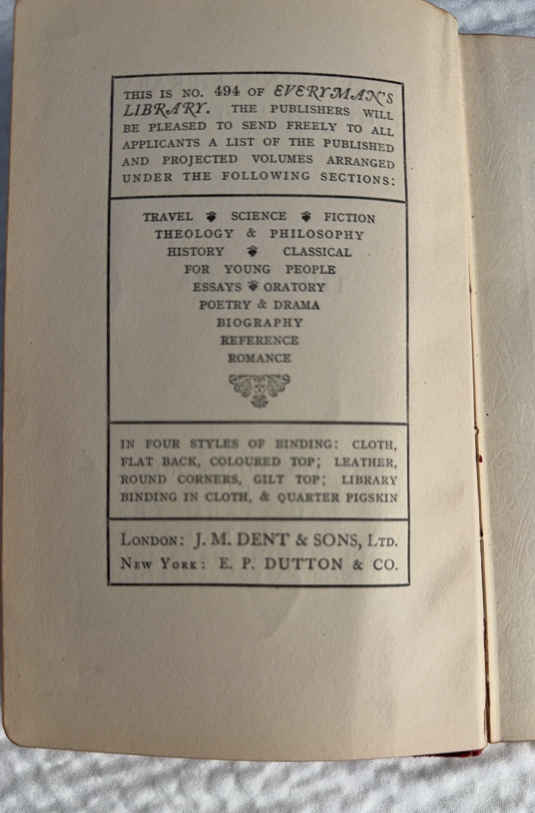 THIS IS NO. 494 OF EVERYMAN'S
LIBRARY. THE PUBLISHERS WILL
BE PLEASED TO SEND FREELY TO ALL
APPLICANTS A LIST OF THE PUBLISHED
AND PROJECTED VOLUMES ARRANGED
UNDER THE FOLLOWING SECTIONS:
TRAVEL SCIENCE FICTION
THEOLOGY & PHILOSOPHY
HISTORY CLASSICAL
FOR YOUNG PEOPLE
ESSAYS ORATORY
POETRY & DRAMA
BIOGRAPHY
REFERENCE
ROMANCE
IN FOUR STYLES OF BINDING: CLOTH,
FLAT BACK, COLOURED TOP; LEATHER,
ROUND CORNERS, GILT TOP; LIBRARY
BINDING IN CLOTH, & QUARTER PIGSKIN
LONDON: J. M. DENT & SONS, LTD.
NEW YORK: E. P. DUTTON & CO.